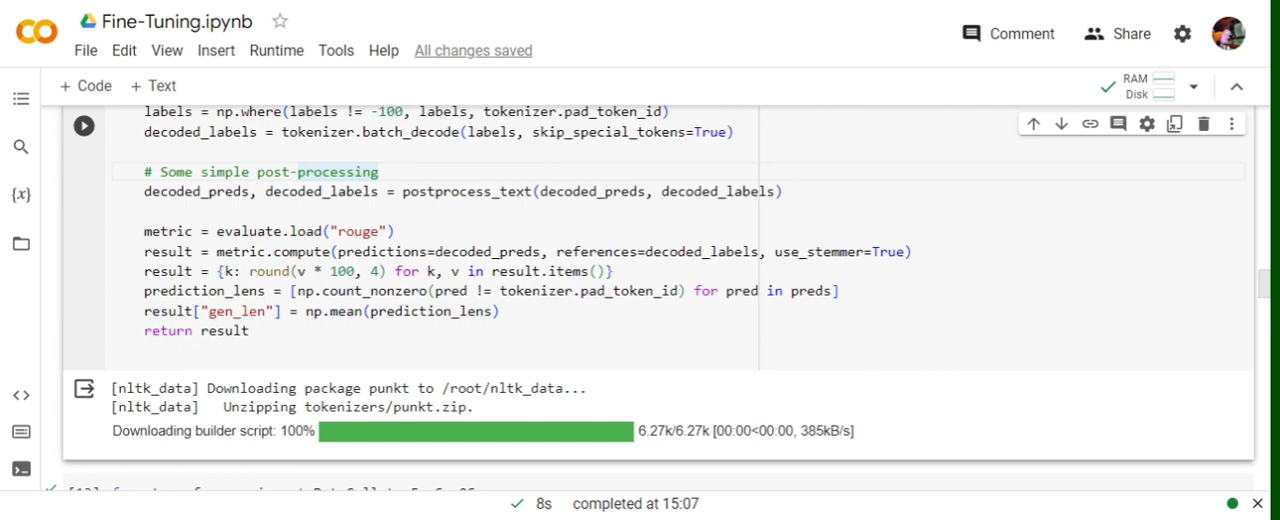 Fine-Tuning.ipynb
File Edit View Insert Runtime Tools Help All changes saved
Comment Share
+ Code + Text
RAM
Disk
labels = np.where(labels != -100, labels, tokenizer.pad_token_id)
decoded_labels = tokenizer.batch_decode(labels, skip_special_tokens=True)
# Some simple post-processing
decoded_preds, decoded_labels = postprocess_text(decoded_preds, decoded_labels)
metric = evaluate.load("rouge")
result = metric.compute(predictions=decoded_preds, references=decoded_labels, use_stemmer=True)
result = {k: round(v * 100, 4) for k, v in result.items()}
prediction_lens = [np.count_nonzero(pred != tokenizer.pad_token_id) for pred in preds]
result["gen_len"] = np.mean(prediction_lens)
return result
[nltk_data] Downloading package punkt to /root/nltk_data...
[nltk_data] Unzipping tokenizers/punkt.zip.
Downloading builder script: 100% 6.27k/6.27k [00:00<00:00, 385kB/s]
8s completed at 15:07